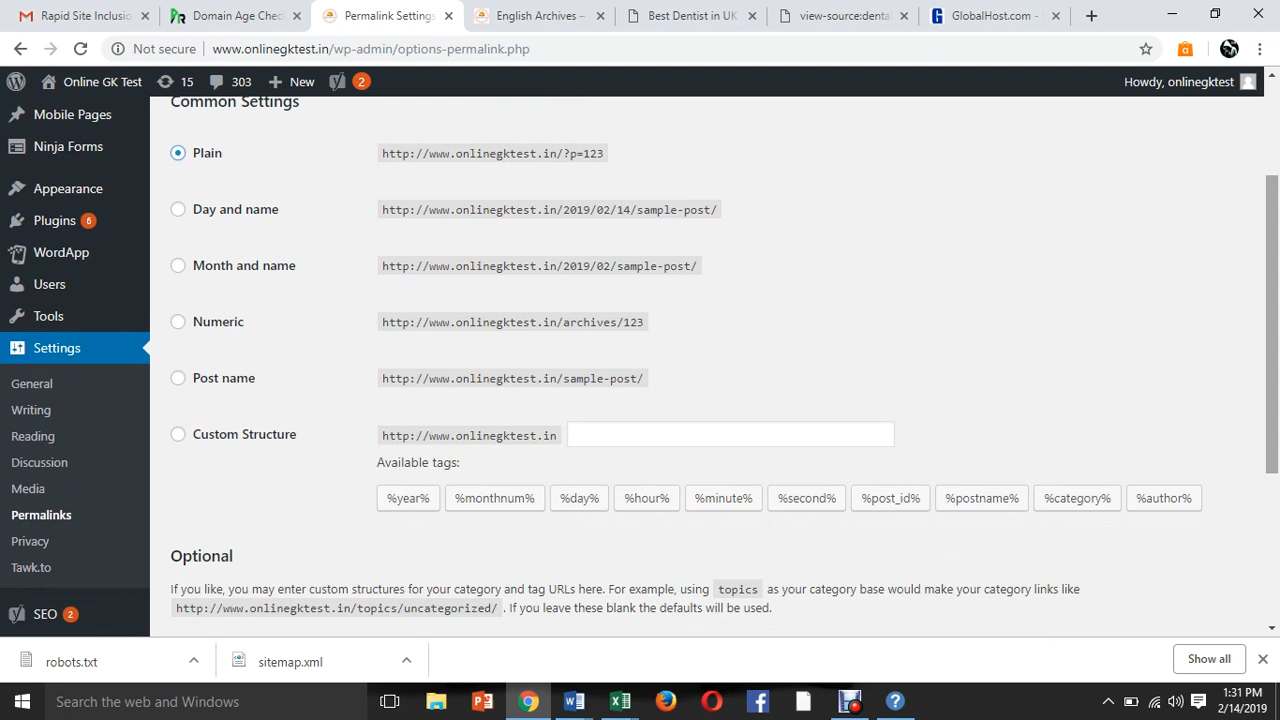 Rapid Site Inclusio
Domain Age Check
Permalink Settings
English Archives –
Best Dentist in UK
view-source:denta
GlobalHost.com -
Not secure
www.onlinegktest.in/wp-admin/options-permalink.php
Online GK Test
15
303
New
2
Howdy, onlinegktest
Mobile Pages
Ninja Forms
Appearance
Plugins 6
WordApp
Users
Tools
Settings
General
Writing
Reading
Discussion
Media
Permalinks
Privacy
Tawk.to
SEO 2
Common Settings
Plain http://www.onlinegktest.in/?p=123
Day and name http://www.onlinegktest.in/2019/02/14/sample-post/
Month and name http://www.onlinegktest.in/2019/02/sample-post/
Numeric http://www.onlinegktest.in/archives/123
Post name http://www.onlinegktest.in/sample-post/
Custom Structure http://www.onlinegktest.in
Available tags:
%year% %monthnum% %day% %hour% %minute% %second% %post_id% %postname% %category% %author%
Optional
If you like, you may enter custom structures for your category and tag URLs here. For example, using topics as your category base would make your category links like
http://www.onlinegktest.in/topics/uncategorized/ . If you leave these blank the defaults will be used.
robots.txt
sitemap.xml
Show all
Search the web and Windows
1:31 PM
2/14/2019